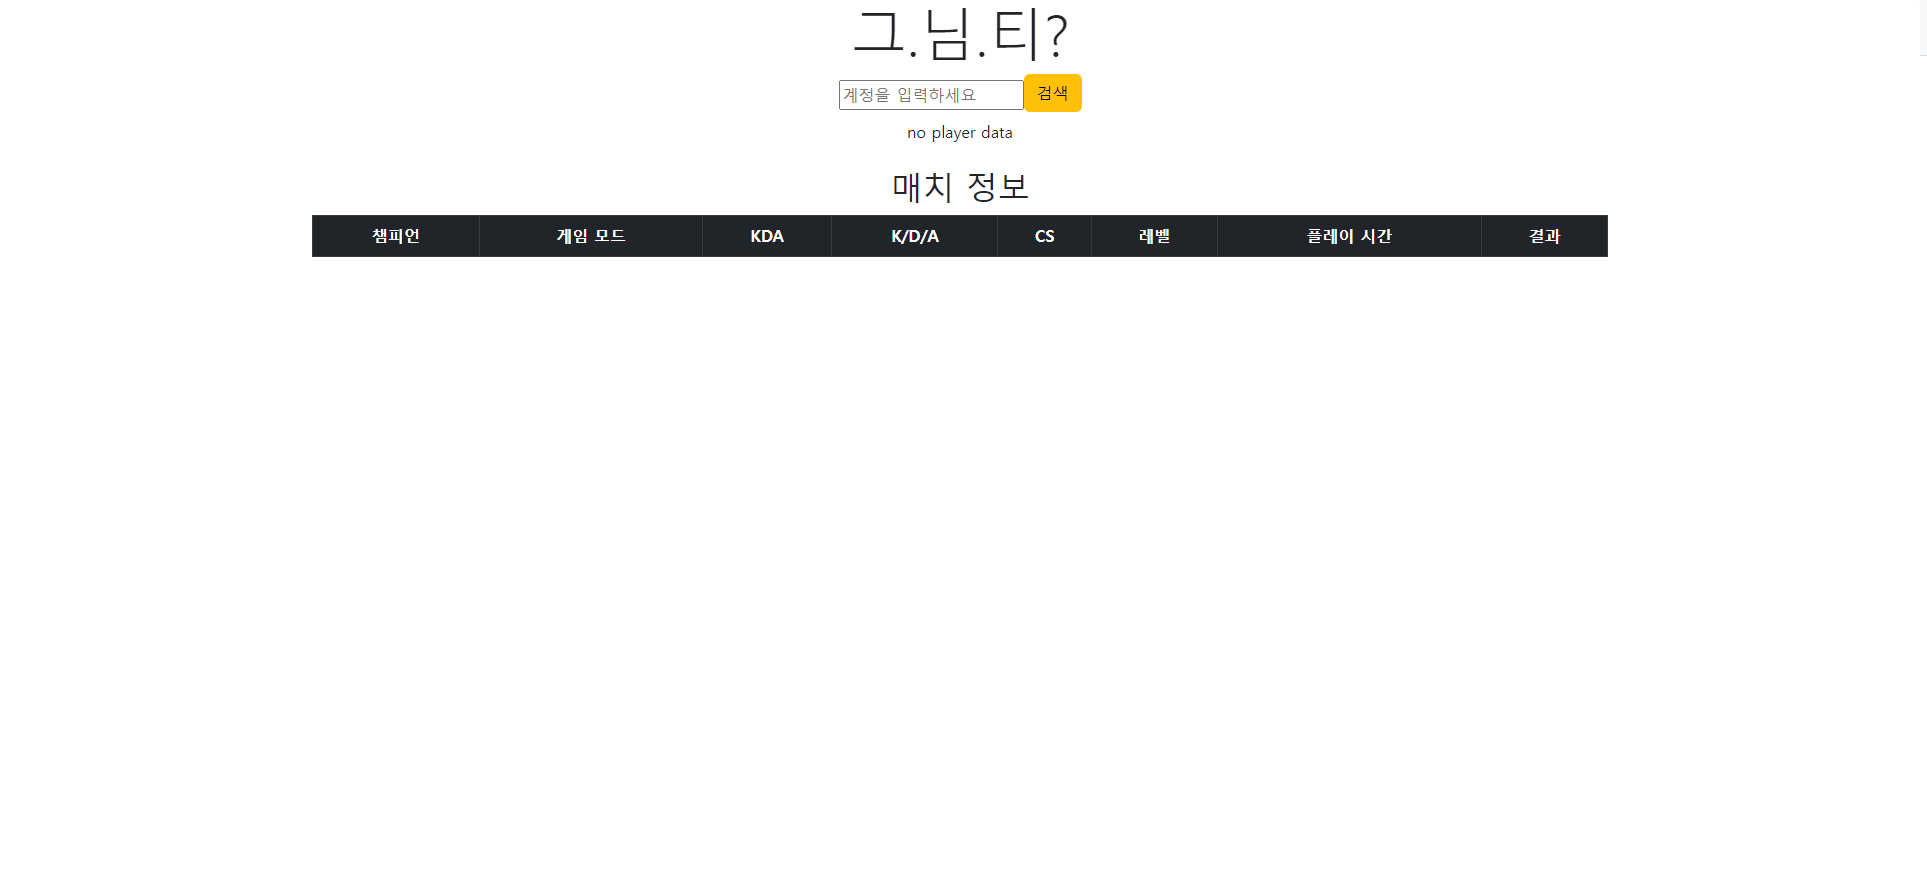 그.님.티?
계정을 입력하세요 검색
no player data
매치 정보
챔피언 게임 모드 KDA K/D/A CS 레벨 플레이 시간 결과